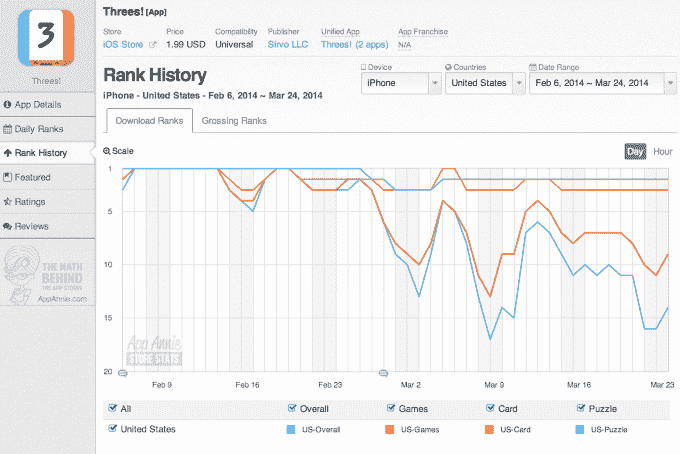 Threes! [App]
Store
Price
Compatibility
Publisher
Unified App
App Franchise
iOS Store
1.99 USD
Universal
Sirvo LLC
Threes! (2 apps)
N/A
3
Threes!
App Details
Daily Ranks
Rank History
Featured
Ratings
Reviews
THE MATH
BEHIND
THE APP STORES
AppAnnie.com
Rank History
iPhone - United States - Feb 6, 2014 ~ Mar 24, 2014
Device
Countries
Date Range
iPhone
United States
Feb 6, 2014 ~ Mar 24, 2014
Download Ranks
Grossing Ranks
Scale
Day
Hour
1
5
10
15
20
App Annie
STORE STATS
Feb 9
Feb 16
Feb 23
Mar 2
Mar 9
Mar 16
Mar 23
All
Overall
Games
Card
Puzzle
United States
US-Overall
US-Games
US-Card
US-Puzzle